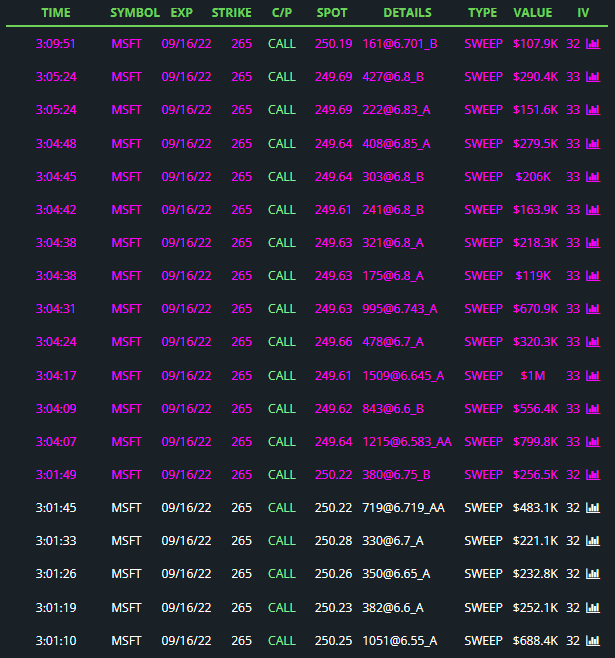 TIME SYMBOL EXP STRIKE C/P SPOT DETAILS TYPE VALUE IV
3:09:51 MSFT 09/16/22 265 CALL 250.19 161@6.701_B SWEEP $107.9K 32
3:05:24 MSFT 09/16/22 265 CALL 249.69 427@6.8_B SWEEP $290.4K 33
3:05:24 MSFT 09/16/22 265 CALL 249.69 222@6.83_A SWEEP $151.6K 33
3:04:48 MSFT 09/16/22 265 CALL 249.64 408@6.85_A SWEEP $279.5K 33
3:04:45 MSFT 09/16/22 265 CALL 249.64 303@6.8_B SWEEP $206K 33
3:04:42 MSFT 09/16/22 265 CALL 249.61 241@6.8_B SWEEP $163.9K 33
3:04:38 MSFT 09/16/22 265 CALL 249.63 321@6.8_A SWEEP $218.3K 33
3:04:38 MSFT 09/16/22 265 CALL 249.63 175@6.8_A SWEEP $119K 33
3:04:31 MSFT 09/16/22 265 CALL 249.63 995@6.743_A SWEEP $670.9K 33
3:04:24 MSFT 09/16/22 265 CALL 249.66 478@6.7_A SWEEP $320.3K 33
3:04:17 MSFT 09/16/22 265 CALL 249.61 1509@6.645_A SWEEP $1M 33
3:04:09 MSFT 09/16/22 265 CALL 249.62 843@6.6_B SWEEP $556.4K 33
3:04:07 MSFT 09/16/22 265 CALL 249.64 1215@6.583_AA SWEEP $799.8K 33
3:01:49 MSFT 09/16/22 265 CALL 250.22 380@6.75_B SWEEP $256.5K 32
3:01:45 MSFT 09/16/22 265 CALL 250.22 719@6.719_AA SWEEP $483.1K 32
3:01:33 MSFT 09/16/22 265 CALL 250.28 330@6.7_A SWEEP $221.1K 32
3:01:26 MSFT 09/16/22 265 CALL 250.26 350@6.65_A SWEEP $232.8K 32
3:01:19 MSFT 09/16/22 265 CALL 250.23 382@6.6_A SWEEP $252.1K 32
3:01:10 MSFT 09/16/22 265 CALL 250.25 1051@6.55_A SWEEP $688.4K 32